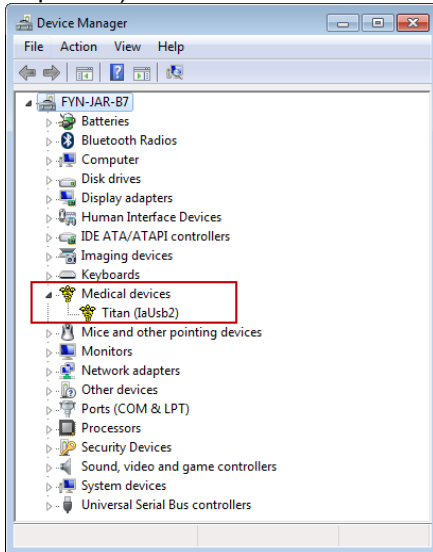 Device Manager
File Action View Help
FYN-JAR-B7
Batteries
Bluetooth Radios
Computer
Disk drives
Display adapters
Human Interface Devices
IDE ATA/ATAPI controllers
Imaging devices
Keyboards
Medical devices
Titan (IaUsb2)
Mice and other pointing devices
Monitors
Network adapters
Other devices
Ports (COM & LPT)
Processors
Security Devices
Sound, video and game controllers
System devices
Universal Serial Bus controllers